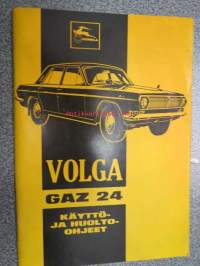 VOLGA
GAZ 24
KÄYTTÖ-
JA HUOLTO-
OHJEET